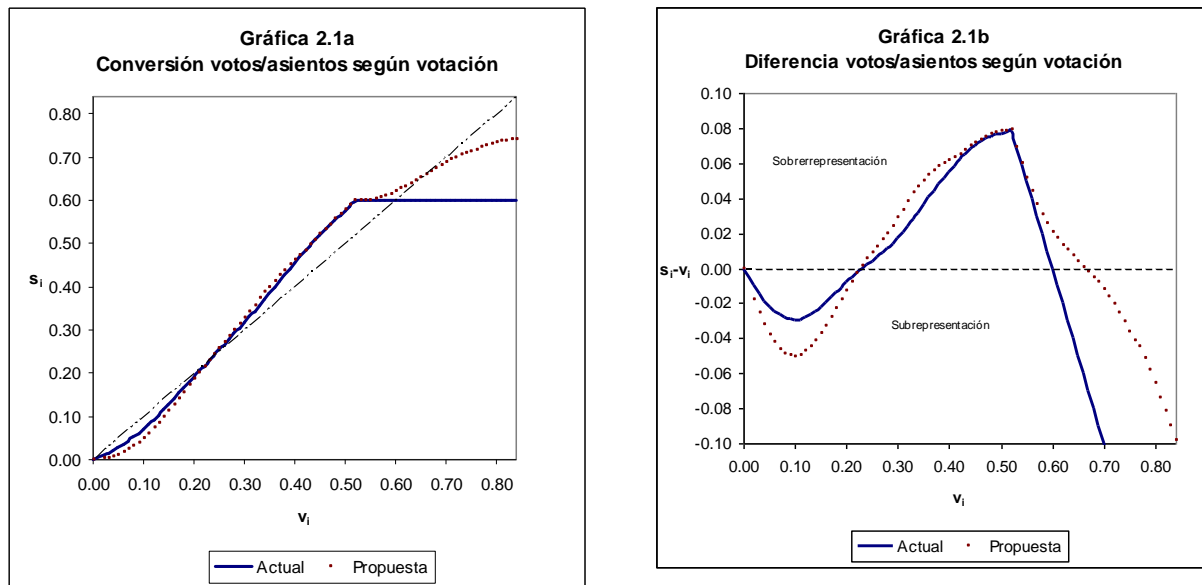 Gráfica 2.1a
Conversión votos/asientos según votación
0.80
0.70
0.60
0.50
si
0.40
0.30
0.20
0.10
0.00
0.00 0.10 0.20 0.30 0.40 0.50 0.60 0.70 0.80
vi
Actual Propuesta
Gráfica 2.1b
Diferencia votos/asientos según votación
0.10
0.08
0.06
0.04
0.02
si-vi 0.00
-0.02
-0.04
-0.06
-0.08
-0.10
Sobrerrepresentación
Subrepresentación
0.00 0.10 0.20 0.30 0.40 0.50 0.60 0.70 0.80
vi
Actual Propuesta